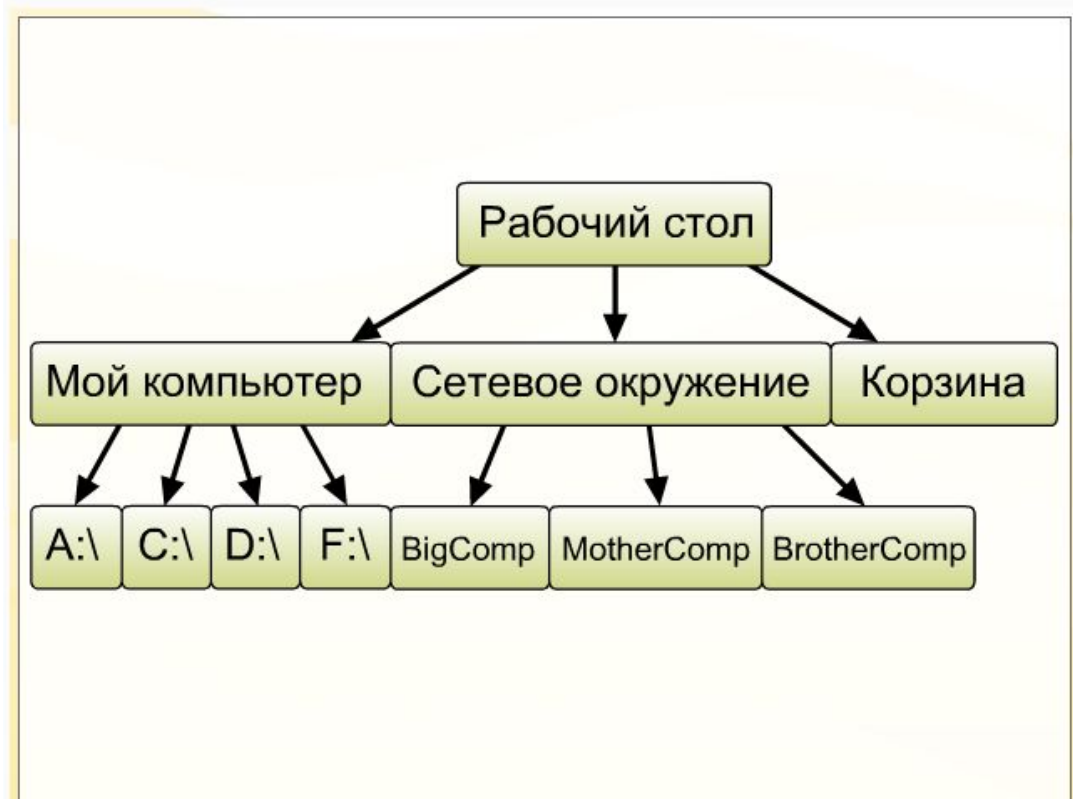 Рабочий стол
Мой компьютер Сетевое окружение Корзина
A:\ C:\ D:\ F:\ BigComp MotherComp BrotherComp